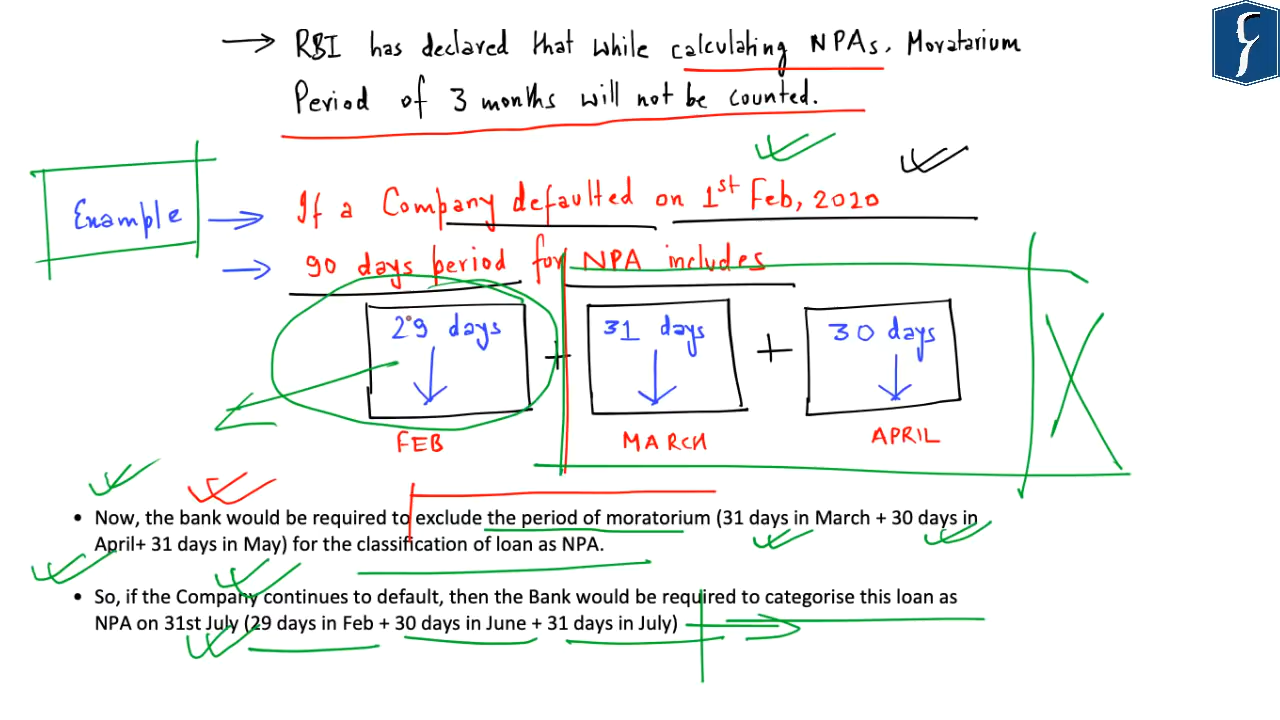 → RBI has declared that while calculating NPAs, Moratarium
Period of 3 months will not be counted.
Example → If a Company defaulted on 1st Feb, 2020
→ 90 days period for NPA includes
29 days + 31 days + 30 days
FEB MARCH APRIL
• Now, the bank would be required to exclude the period of moratorium (31 days in March + 30 days in
April+ 31 days in May) for the classification of loan as NPA.
• So, if the Company continues to default, then the Bank would be required to categorise this loan as
NPA on 31st July (29 days in Feb + 30 days in June + 31 days in July)